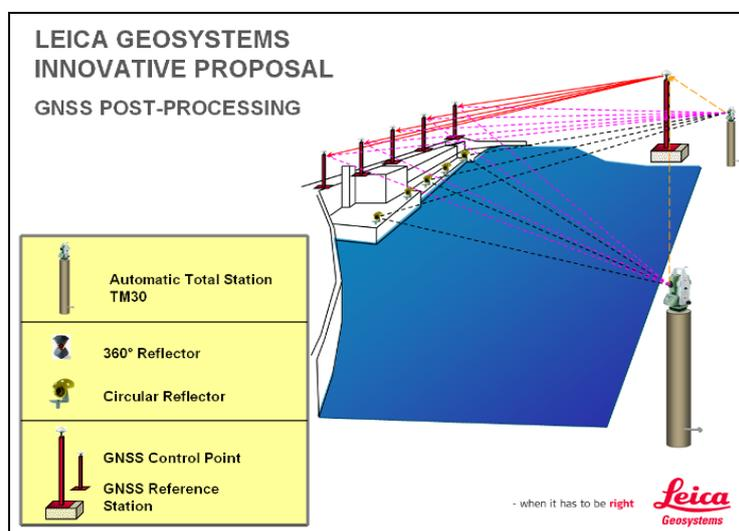 LEICA GEOSYSTEMS
INNOVATIVE PROPOSAL
GNSS POST-PROCESSING
Automatic Total Station
TM30
360° Reflector
Circular Reflector
GNSS Control Point
GNSS Reference
Station
- when it has to be right
Leica
Geosystems